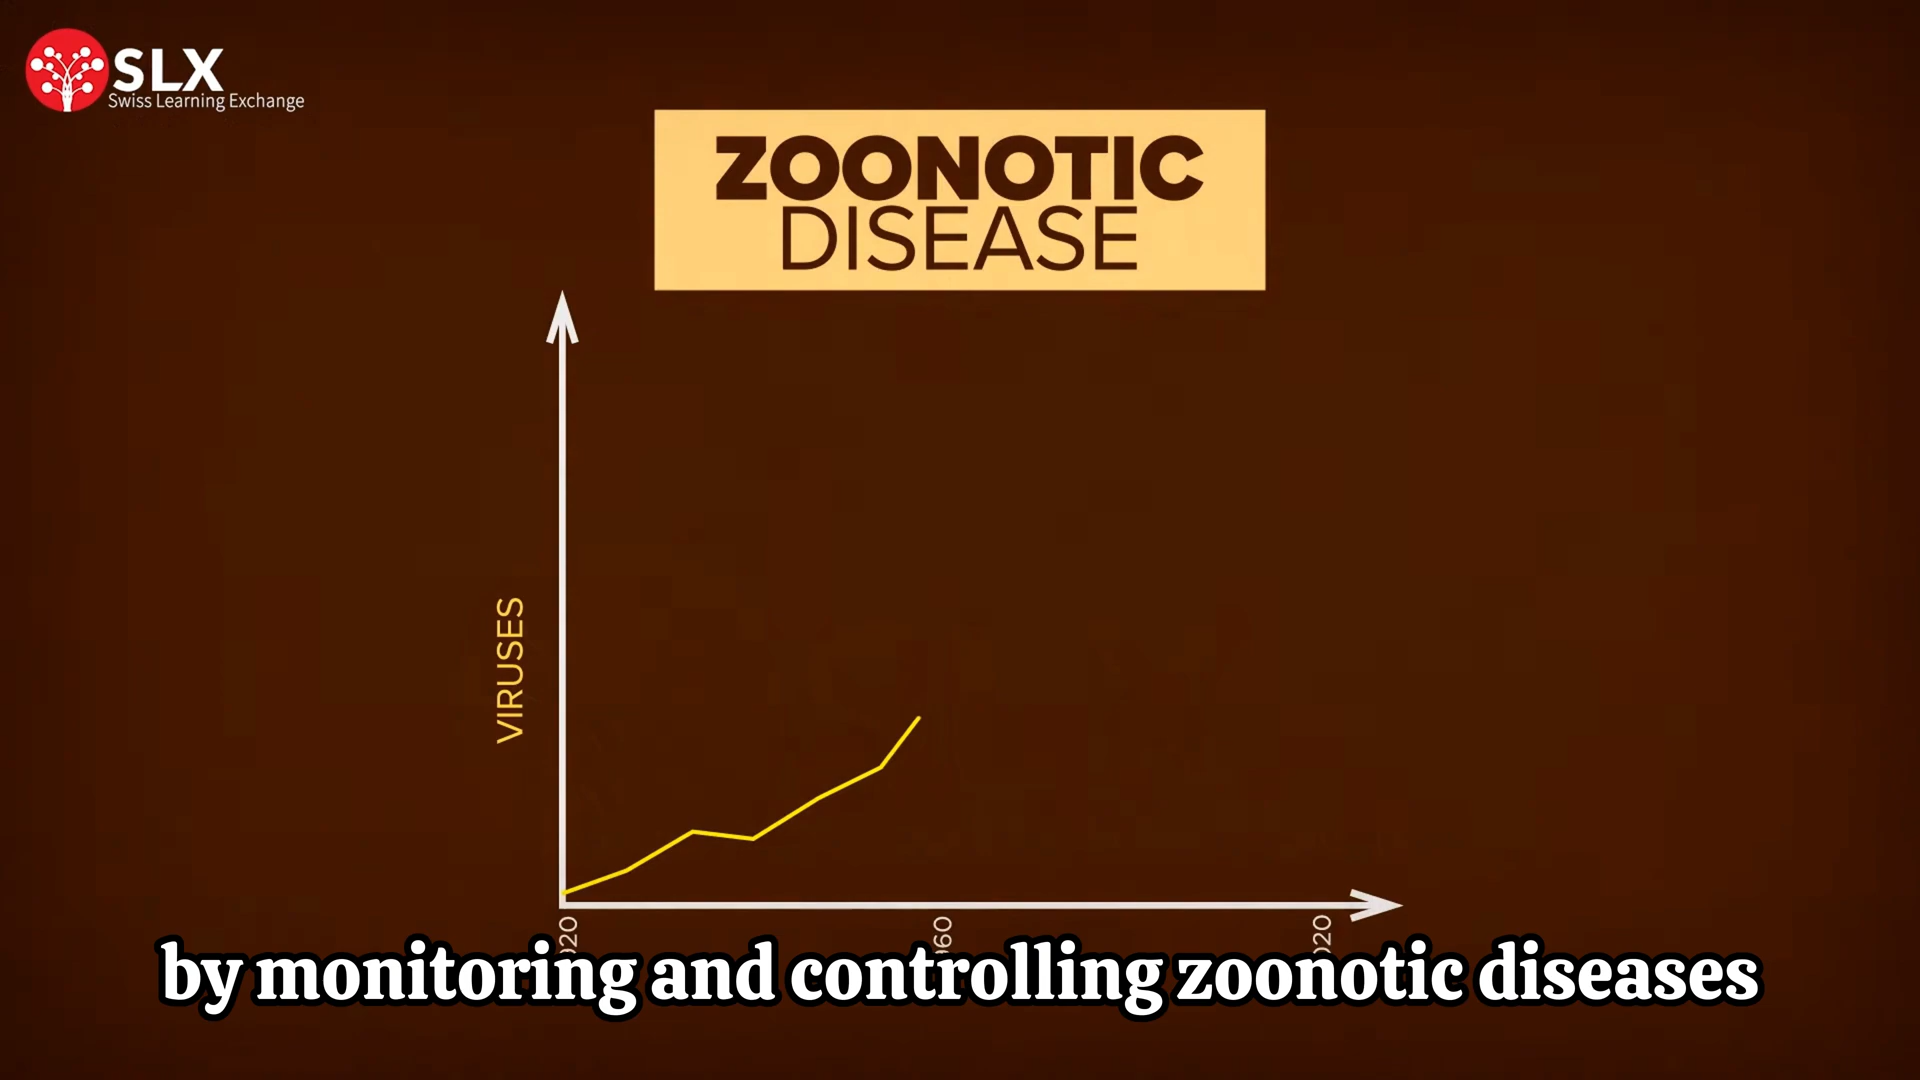 SLX
Swiss Learning Exchange
ZOONOTIC
DISEASE
VIRUSES
by monitoring and controlling zoonotic diseases